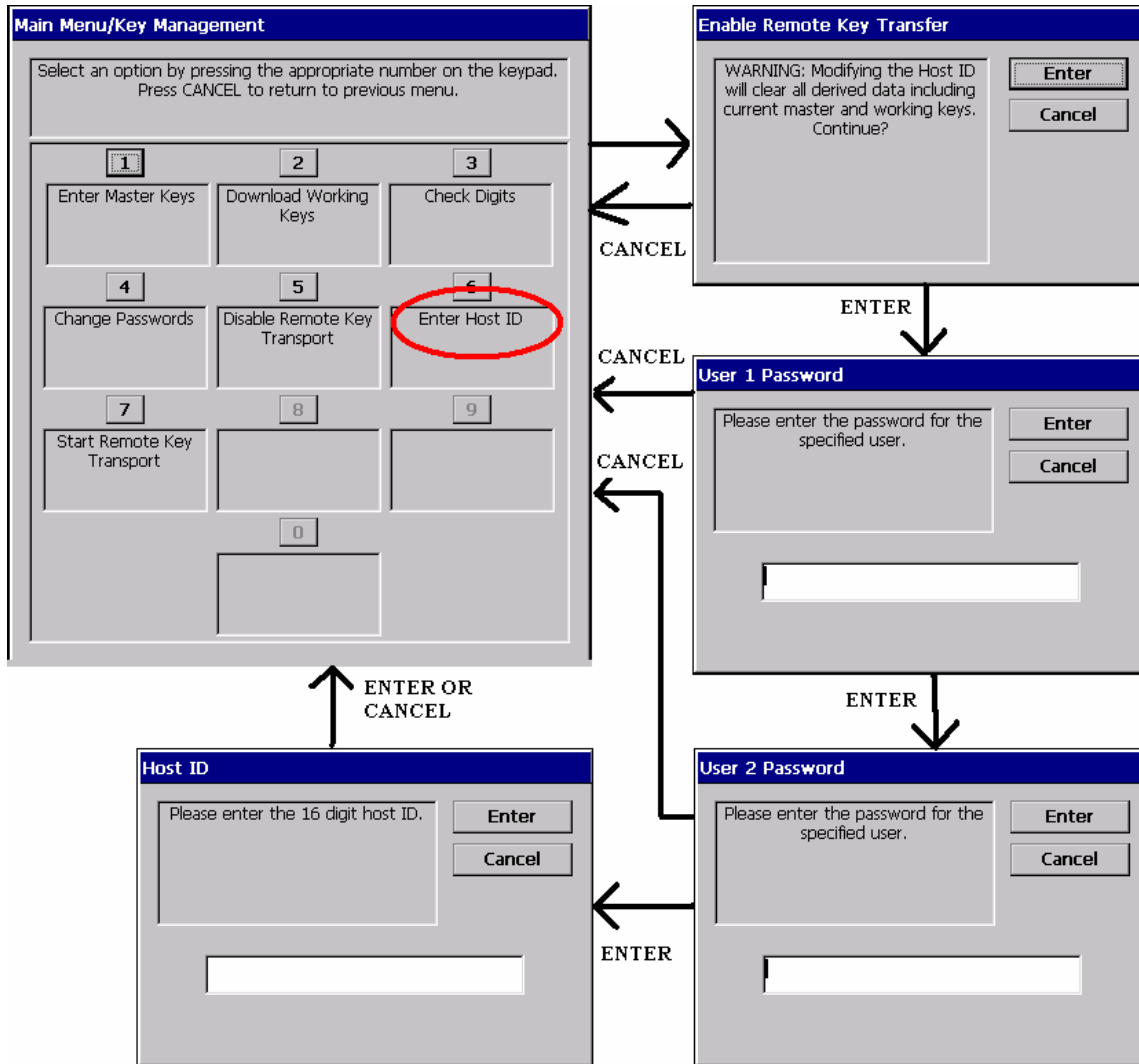 Main Menu/Key Management
Select an option by pressing the appropriate number on the keypad.
Press CANCEL to return to previous menu.
1
2
3
Enter Master Keys
Download Working
Keys
Check Digits
4
5
6
Change Passwords
Disable Remote Key
Transport
Enter Host ID
7
8
9
Start Remote Key
Transport
0
Enable Remote Key Transfer
WARNING: Modifying the Host ID
will clear all derived data including
current master and working keys.
Continue?
Enter
Cancel
CANCEL
ENTER
CANCEL
User 1 Password
Please enter the password for the
specified user.
Enter
Cancel
CANCEL
ENTER
User 2 Password
Please enter the password for the
specified user.
Enter
Cancel
ENTER
ENTER OR
CANCEL
Host ID
Please enter the 16 digit host ID.
Enter
Cancel